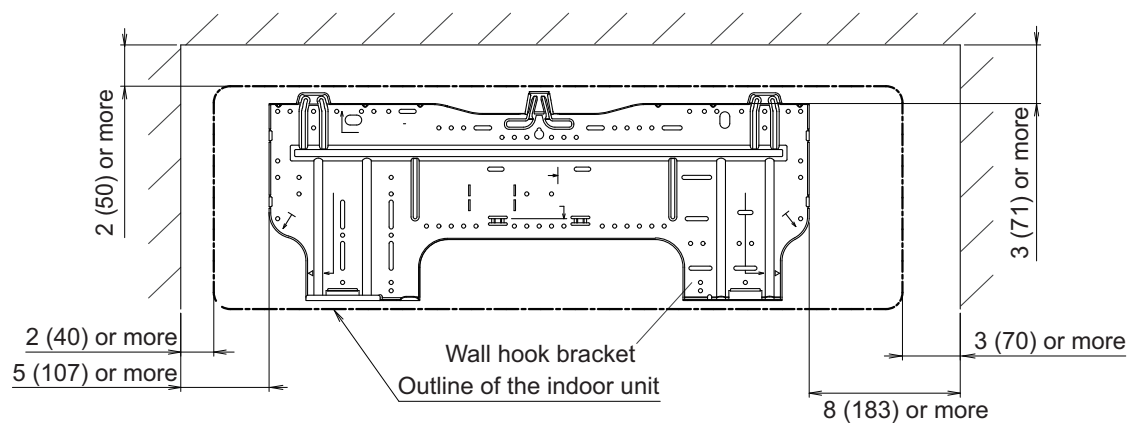 2 (50) or more
3 (71) or more
2 (40) or more
5 (107) or more
Wall hook bracket
Outline of the indoor unit
3 (70) or more
8 (183) or more